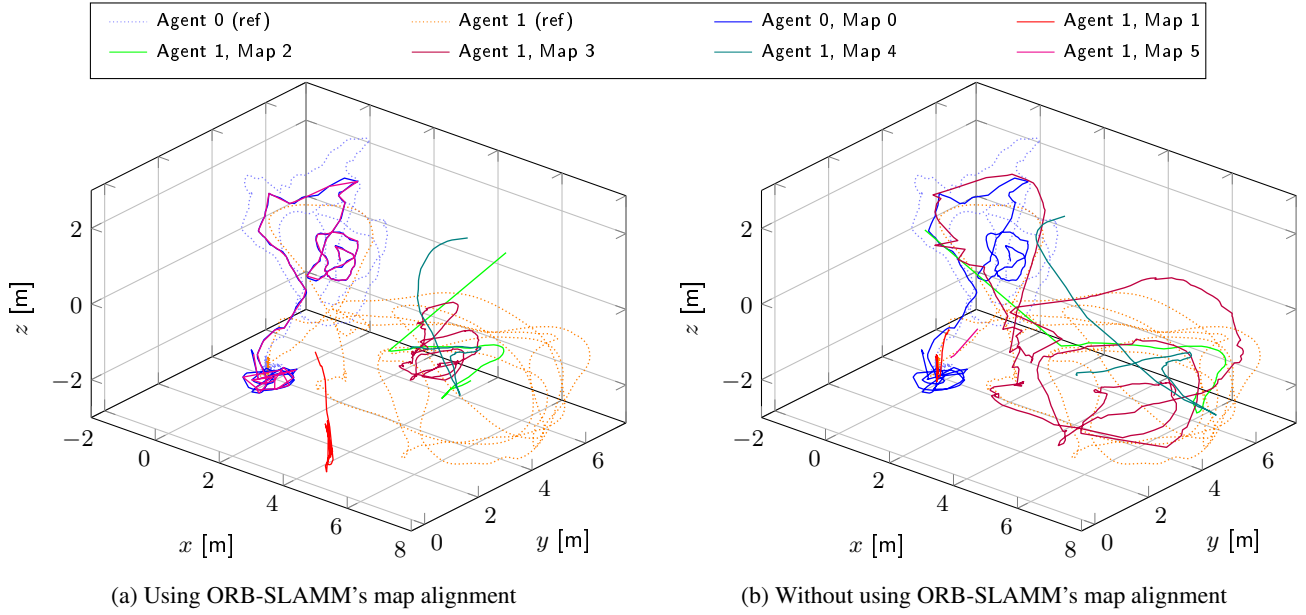 Agent 0 (ref) Agent 1 (ref) Agent 0, Map 0 Agent 1, Map 1
Agent 1, Map 2 Agent 1, Map 3 Agent 1, Map 4 Agent 1, Map 5
2
0
−2
z [m]
−2
0
2
4
6
8
x [m]
0
2
4
6
y [m]
(a) Using ORB-SLAMM's map alignment
2
0
−2
z [m]
−2
0
2
4
6
8
x [m]
0
2
4
6
y [m]
(b) Without using ORB-SLAMM's map alignment